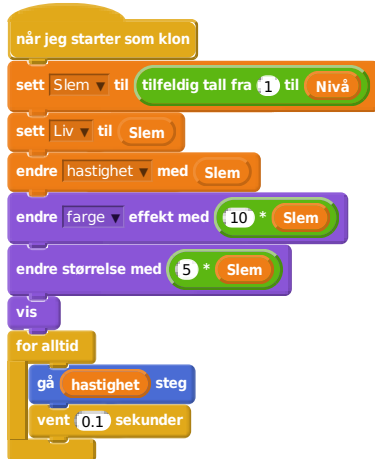 når jeg starter som klon
sett Slem til tilfeldig tall fra 1 til Nivå
sett Liv til Slem
endre hastighet med Slem
endre farge effekt med 10 * Slem
endre størrelse med 5 * Slem
vis
for alltid
gå hastighet steg
vent 0.1 sekunder